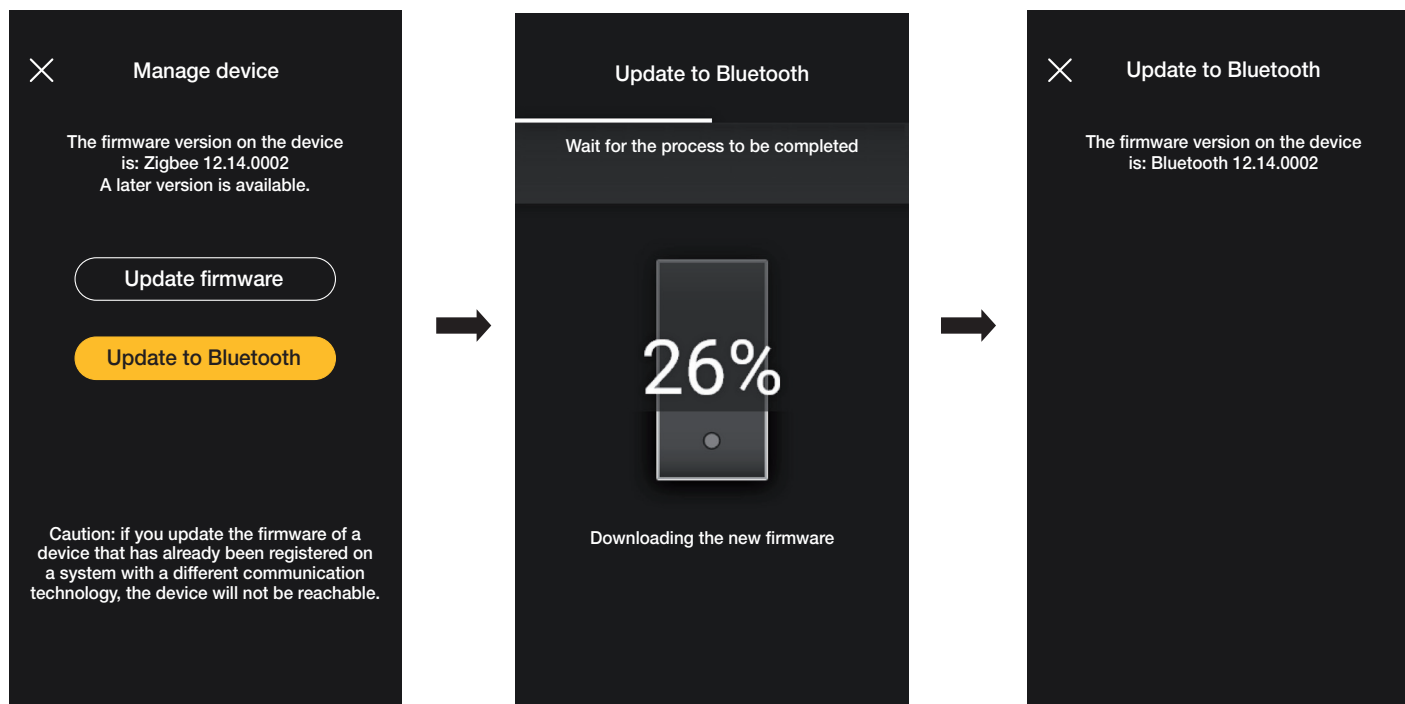 Manage device
The firmware version on the device
is: Zigbee 12.14.0002
A later version is available.
Update firmware
Update to Bluetooth
Caution: if you update the firmware of a
device that has already been registered on
a system with a different communication
technology, the device will not be reachable.
Update to Bluetooth
Wait for the process to be completed
26%
Downloading the new firmware
Update to Bluetooth
The firmware version on the device
is: Bluetooth 12.14.0002